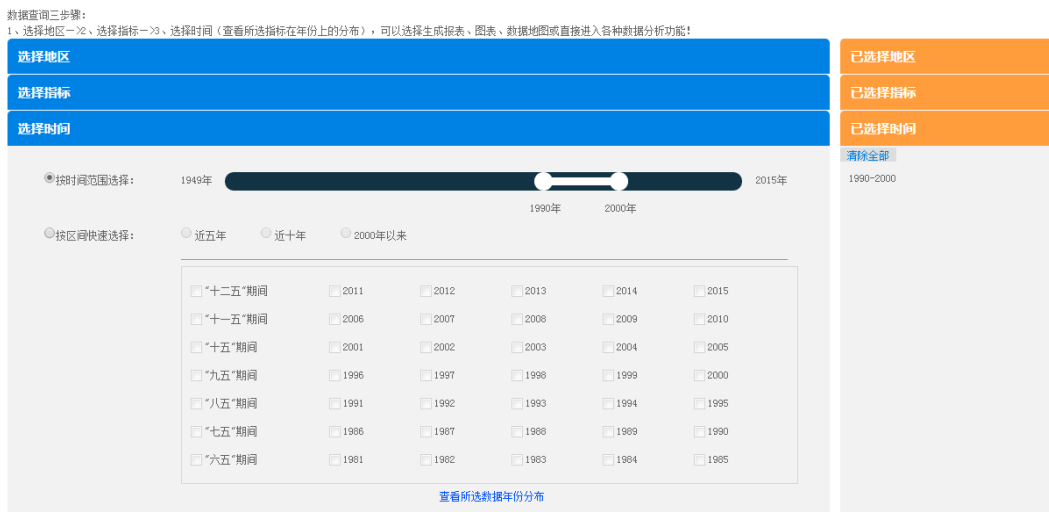 数据查询三步骤:
1、选择地区—>2、选择指标—>3、选择时间(查看所选指标在年份上的分布),可以选择生成报表、图表、数据地图或直接进入各种数据分析功能!
选择地区
已选择地区
选择指标
已选择指标
选择时间
已选择时间
清除全部
按时间范围选择: 1949年 2015年
1990-2000
1990年 2000年
按区间快速选择: 近五年 近十年 2000年以来
"十二五"期间 2011 2012 2013 2014 2015
"十一五"期间 2006 2007 2008 2009 2010
"十五"期间 2001 2002 2003 2004 2005
"九五"期间 1996 1997 1998 1999 2000
"八五"期间 1991 1992 1993 1994 1995
"七五"期间 1986 1987 1988 1989 1990
"六五"期间 1981 1982 1983 1984 1985
查看所选数据年份分布